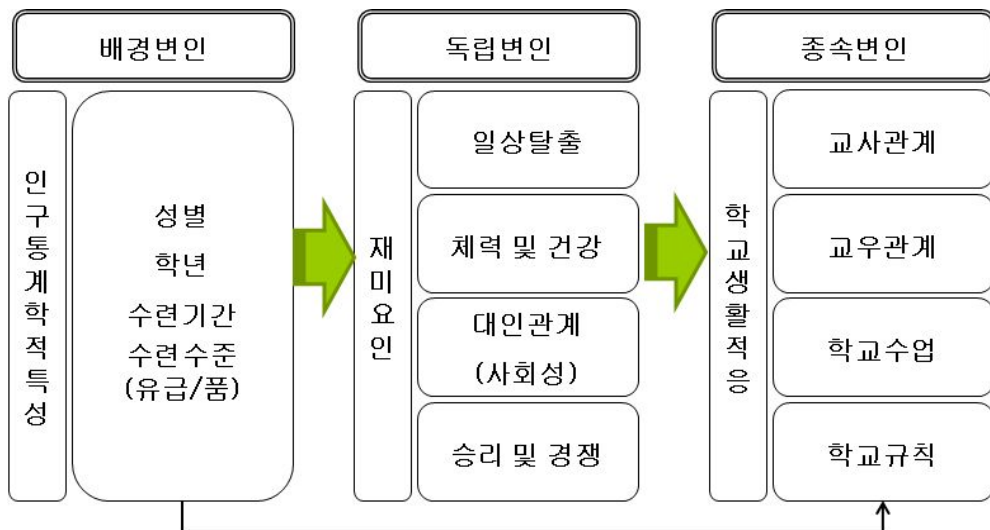 배경변인
독립변인
종속변인
인구통계학적특성
성별
학년
수련기간
수련수준
(유급/품)
재미요인
일상탈출
체력 및 건강
대인관계
(사회성)
승리 및 경쟁
학교생활적응
교사관계
교우관계
학교수업
학교규칙